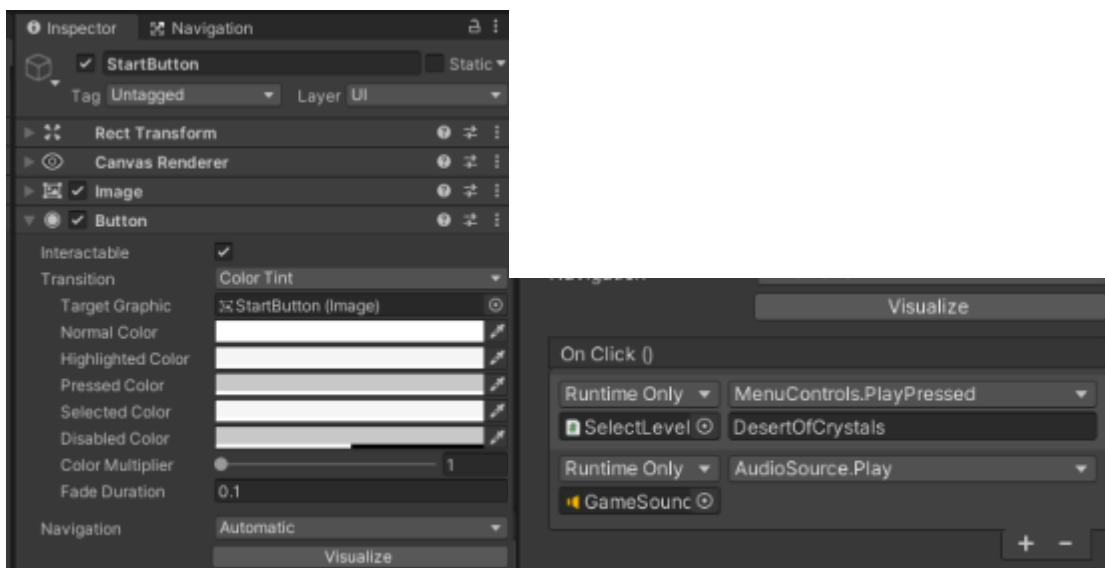 Inspector Navigation
StartButton Static
Tag Untagged Layer UI
Rect Transform
Canvas Renderer
Image
Button
Interactable
Transition Color Tint
Target Graphic StartButton (Image)
Normal Color
Highlighted Color
Pressed Color
Selected Color
Disabled Color
Color Multiplier 1
Fade Duration 0.1
Navigation Automatic
Visualize
Visualize
On Click ()
Runtime Only MenuControls.PlayPressed
SelectLevel DesertOfCrystals
Runtime Only AudioSource.Play
GameSound